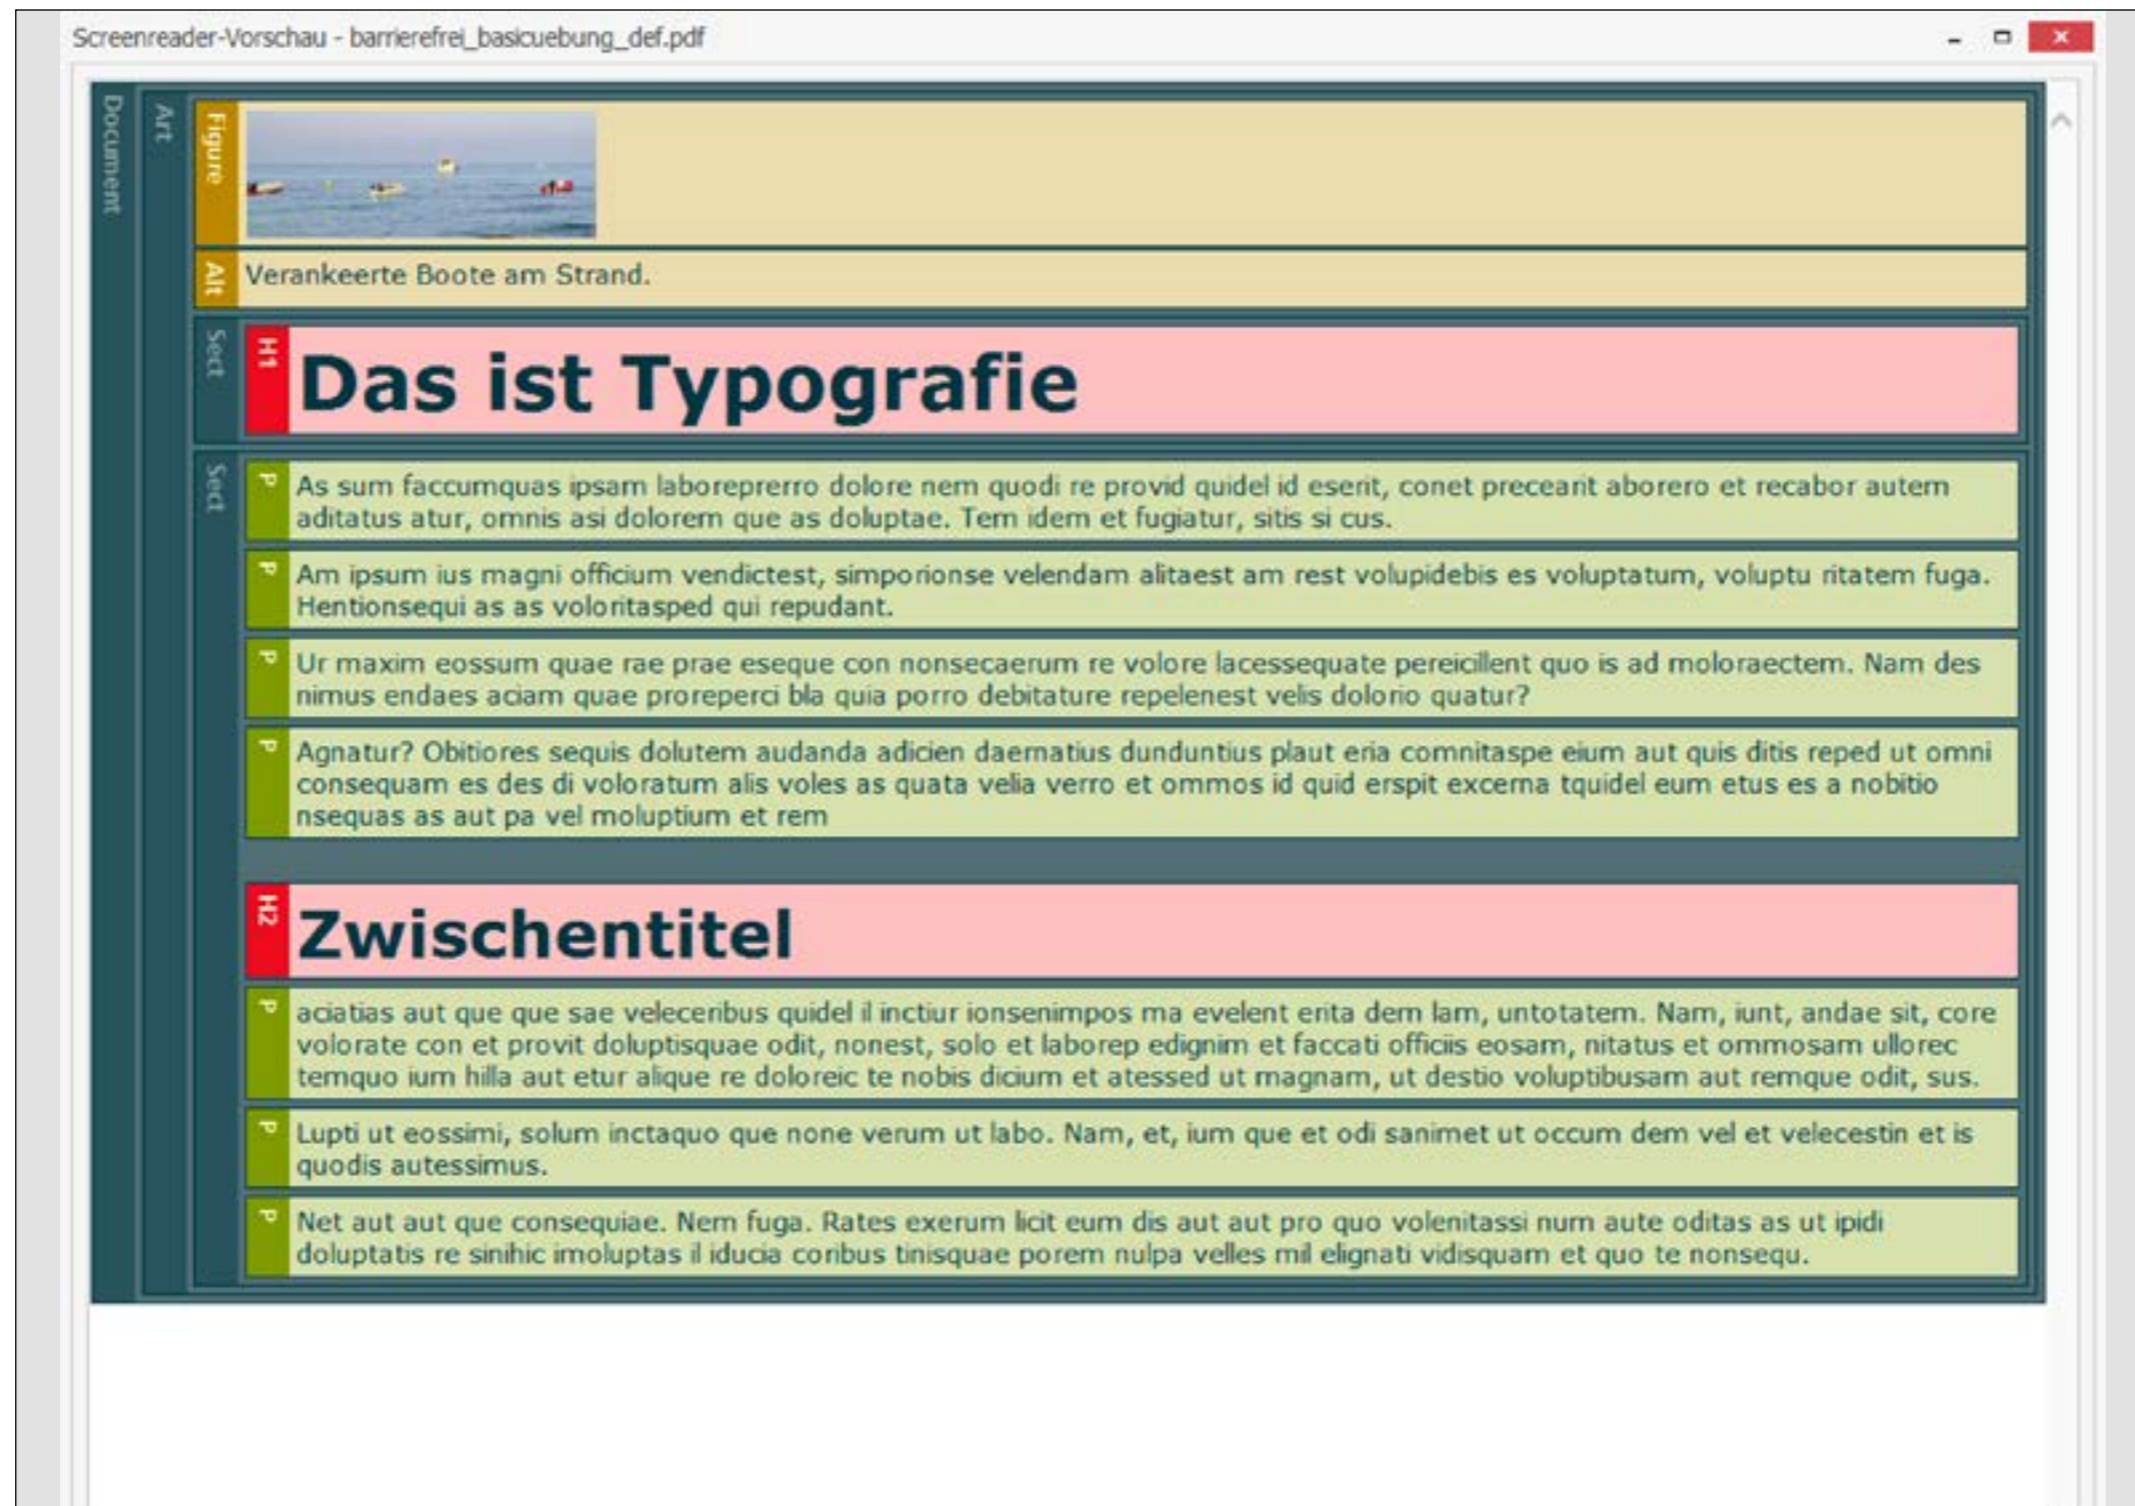 Screenreader-Vorschau - barrierefrei_basicuebung_def.pdf
Document
Art
Figure
Alt
Verankeerte Boote am Strand.
Sect
H1
Das ist Typografie
Sect
P
As sum faccumquas ipsam laboreprerro dolore nem quodi re provid quidel id eserit, conet precearit aborero et recabor autem
aditatus atur, omnis asi dolorem que as doluptae. Tem idem et fugiatur, sitis si cus.
P
Am ipsum ius magni officium vendictest, simporionse velendam alitaest am rest volupidebis es voluptatum, voluptu ritatem fuga.
Hentionsequi as as voloritasped qui repudant.
P
Ur maxim eossum quae rae prae eseque con nonsecaerum re volore lacessequate pereicillent quo is ad moloraectem. Nam des
nimus endaes aciam quae proreperci bla quia porro debitature repelenest velis dolorio quatur?
P
Agnatur? Obitiores sequis dolutem audanda adicien daernatius dunduntius plaut eria comnitaspe eium aut quis ditis reped ut omni
consequam es des di voloratum alis voles as quata velia verro et ommos id quid erspit excerna tquidel eum etus es a nobitio
nsequas as aut pa vel moluptium et rem
H2
Zwischentitel
P
aciatias aut que que sae veleceribus quidel il inctiur ionsenimpos ma evelent erita dem lam, untotatem. Nam, iunt, andae sit, core
volorate con et provit doluptisquae odit, nonest, solo et laborep edignim et faccati officiis eosam, nitatus et ommosam ullorec
temquo ium hilla aut etur alique re doloreic te nobis dicium et atessed ut magnam, ut destio voluptibusam aut remque odit, sus.
P
Lupti ut eossimi, solum inctaquo que none verum ut labo. Nam, et, ium que et odi sanimet ut occum dem vel et velecestin et is
quodis autessimus.
P
Net aut aut que consequiae. Nem fuga. Rates exerum licit eum dis aut aut pro quo volenitassi num aute oditas as ut ipidi
doluptatis re sinihic imoluptas il iducia coribus tinisquae porem nulpa velles mil elignati vidisquam et quo te nonsequ.